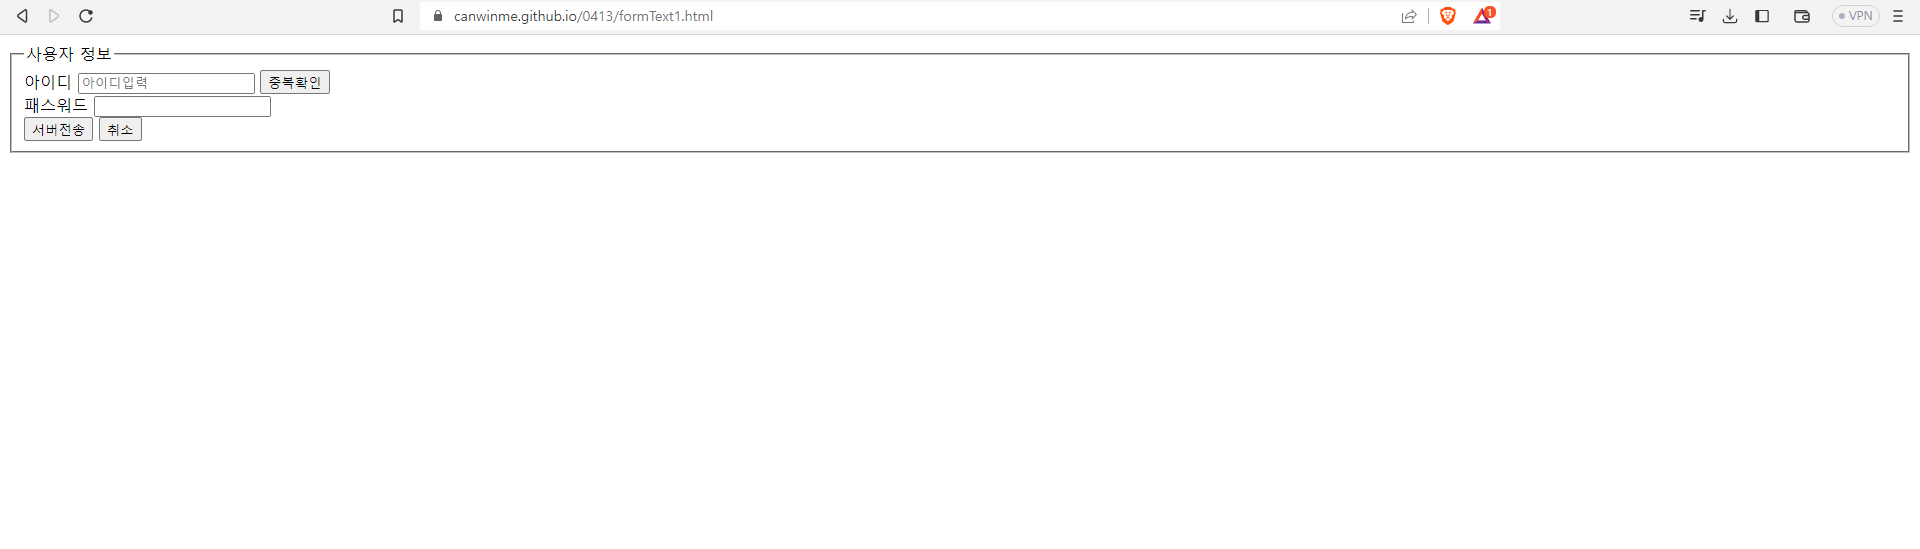 canwinme.github.io/0413/formText1.html 1 VPN
사용자 정보
아이디 아이디입력 중복확인
패스워드
서버전송 취소